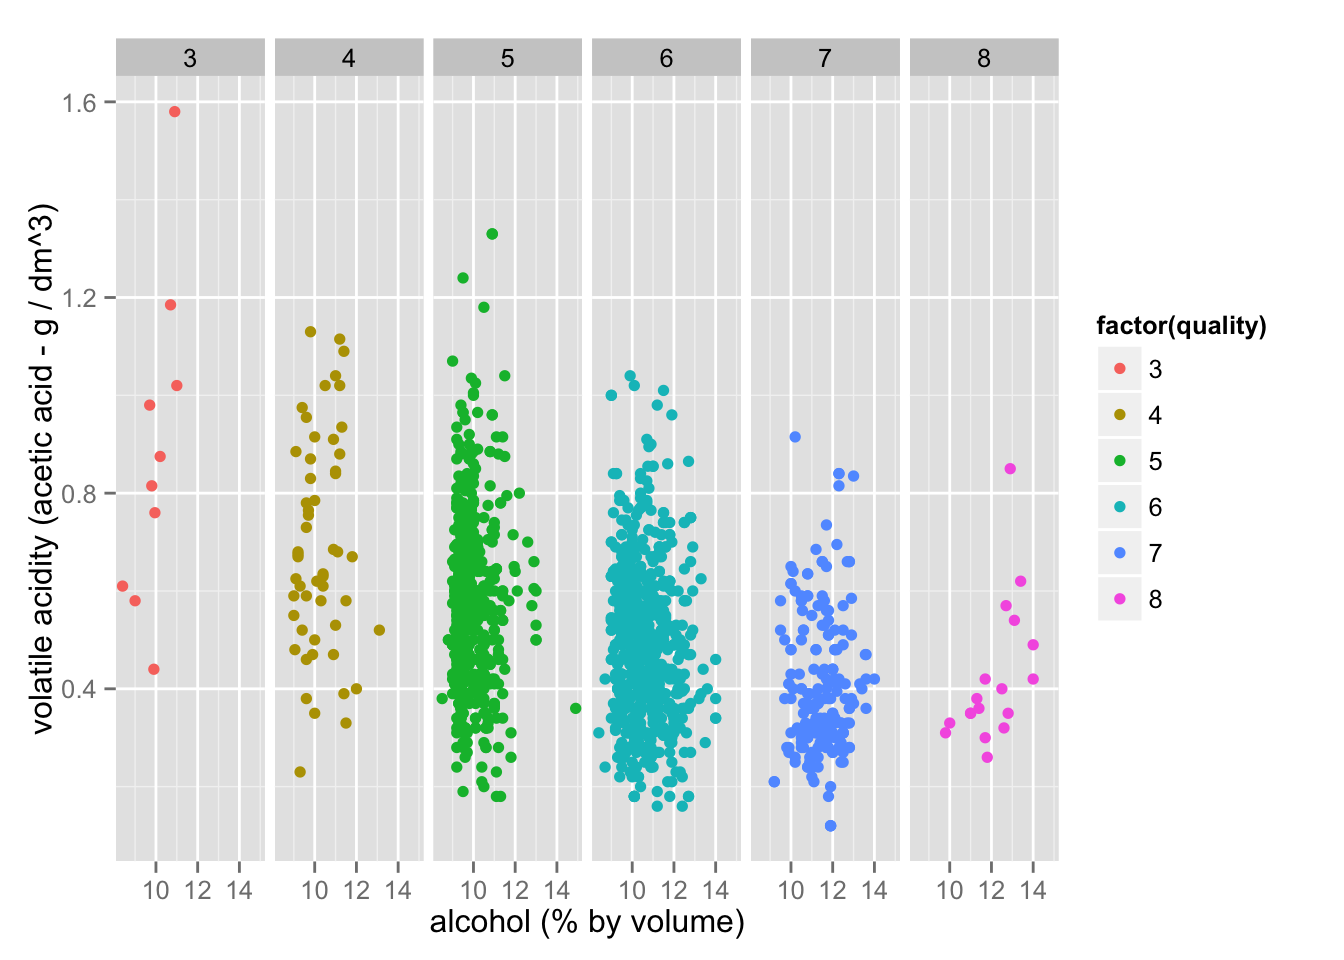 3 4 5 6 7 8
volatile acidity (acetic acid - g / dm^3)
1.6
1.2
0.8
0.4
10 12 14 10 12 14 10 12 14 10 12 14 10 12 14 10 12 14
alcohol (% by volume)
factor(quality)
3
4
5
6
7
8